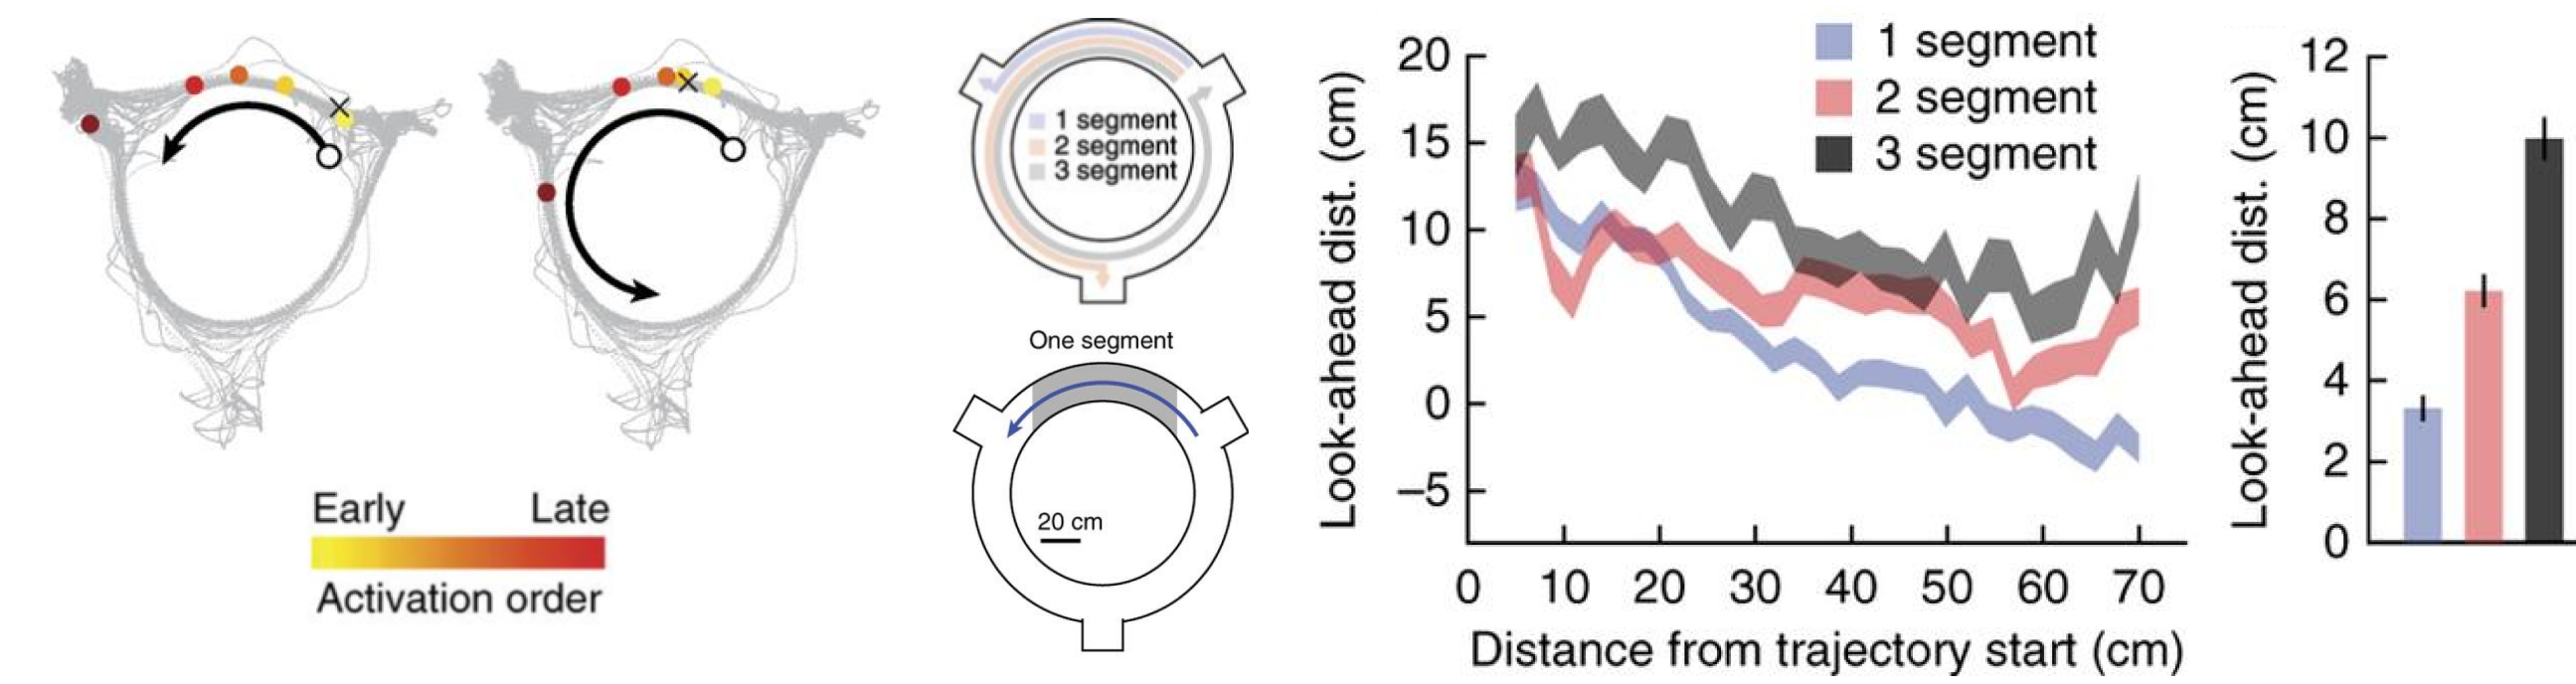 Early Late
Activation order
1 segment
2 segment
3 segment
One segment
20 cm
Look-ahead dist. (cm)
20
15
10
5
0
–5
1 segment
2 segment
3 segment
0 10 20 30 40 50 60 70
Distance from trajectory start (cm)
Look-ahead dist. (cm)
12
10
8
6
4
2
0